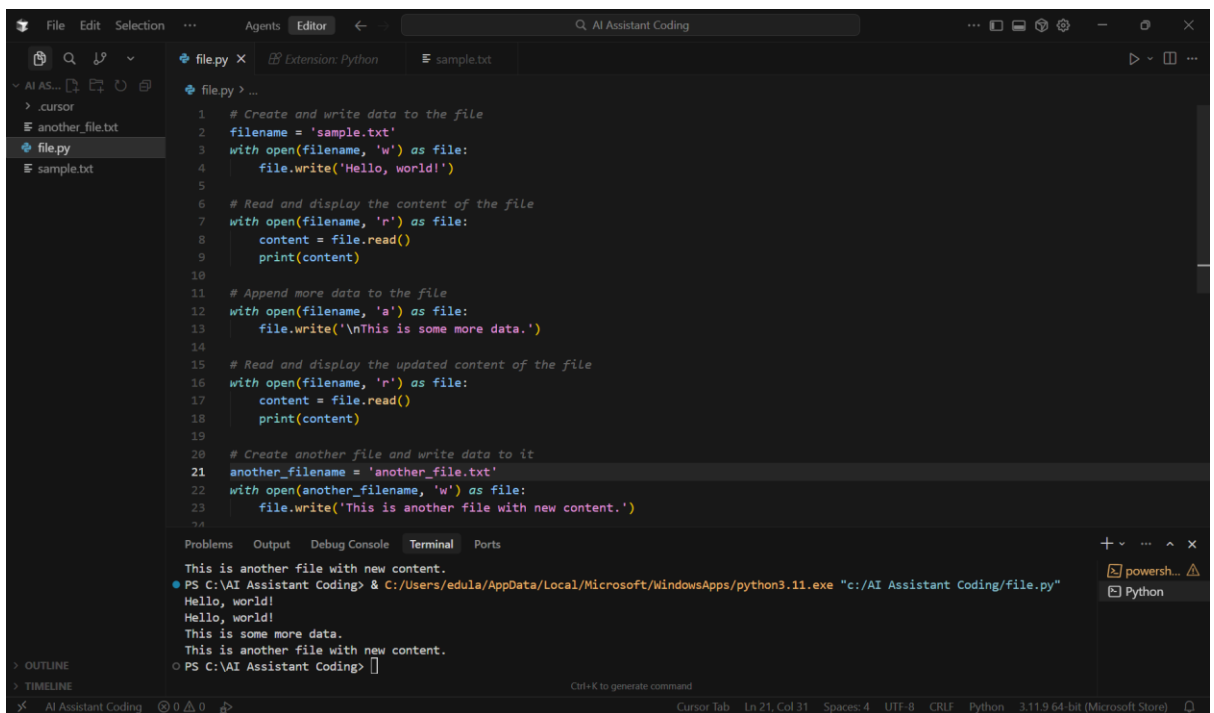 File Edit Selection ... Agents Editor ← → AI Assistant Coding ...
file.py × Extension: Python sample.txt
AI AS...
.cursor
another_file.txt
file.py
sample.txt
file.py > ...
1 # Create and write data to the file
2 filename = 'sample.txt'
3 with open(filename, 'w') as file:
4 file.write('Hello, world!')
5
6 # Read and display the content of the file
7 with open(filename, 'r') as file:
8 content = file.read()
9 print(content)
10
11 # Append more data to the file
12 with open(filename, 'a') as file:
13 file.write('\nThis is some more data.')
14
15 # Read and display the updated content of the file
16 with open(filename, 'r') as file:
17 content = file.read()
18 print(content)
19
20 # Create another file and write data to it
21 another_filename = 'another_file.txt'
22 with open(another_filename, 'w') as file:
23 file.write('This is another file with new content.')
24
Problems Output Debug Console Terminal Ports
This is another file with new content.
PS C:\AI Assistant Coding> & C:/Users/edula/AppData/Local/Microsoft/WindowsApps/python3.11.exe "c:/AI Assistant Coding/file.py"
Hello, world!
Hello, world!
This is some more data.
This is another file with new content.
PS C:\AI Assistant Coding>
powersh...
Python
Ctrl+K to generate command
OUTLINE
TIMELINE
AI Assistant Coding 0 0 Cursor Tab Ln 21, Col 31 Spaces: 4 UTF-8 CRLF Python 3.11.9 64-bit (Microsoft Store)